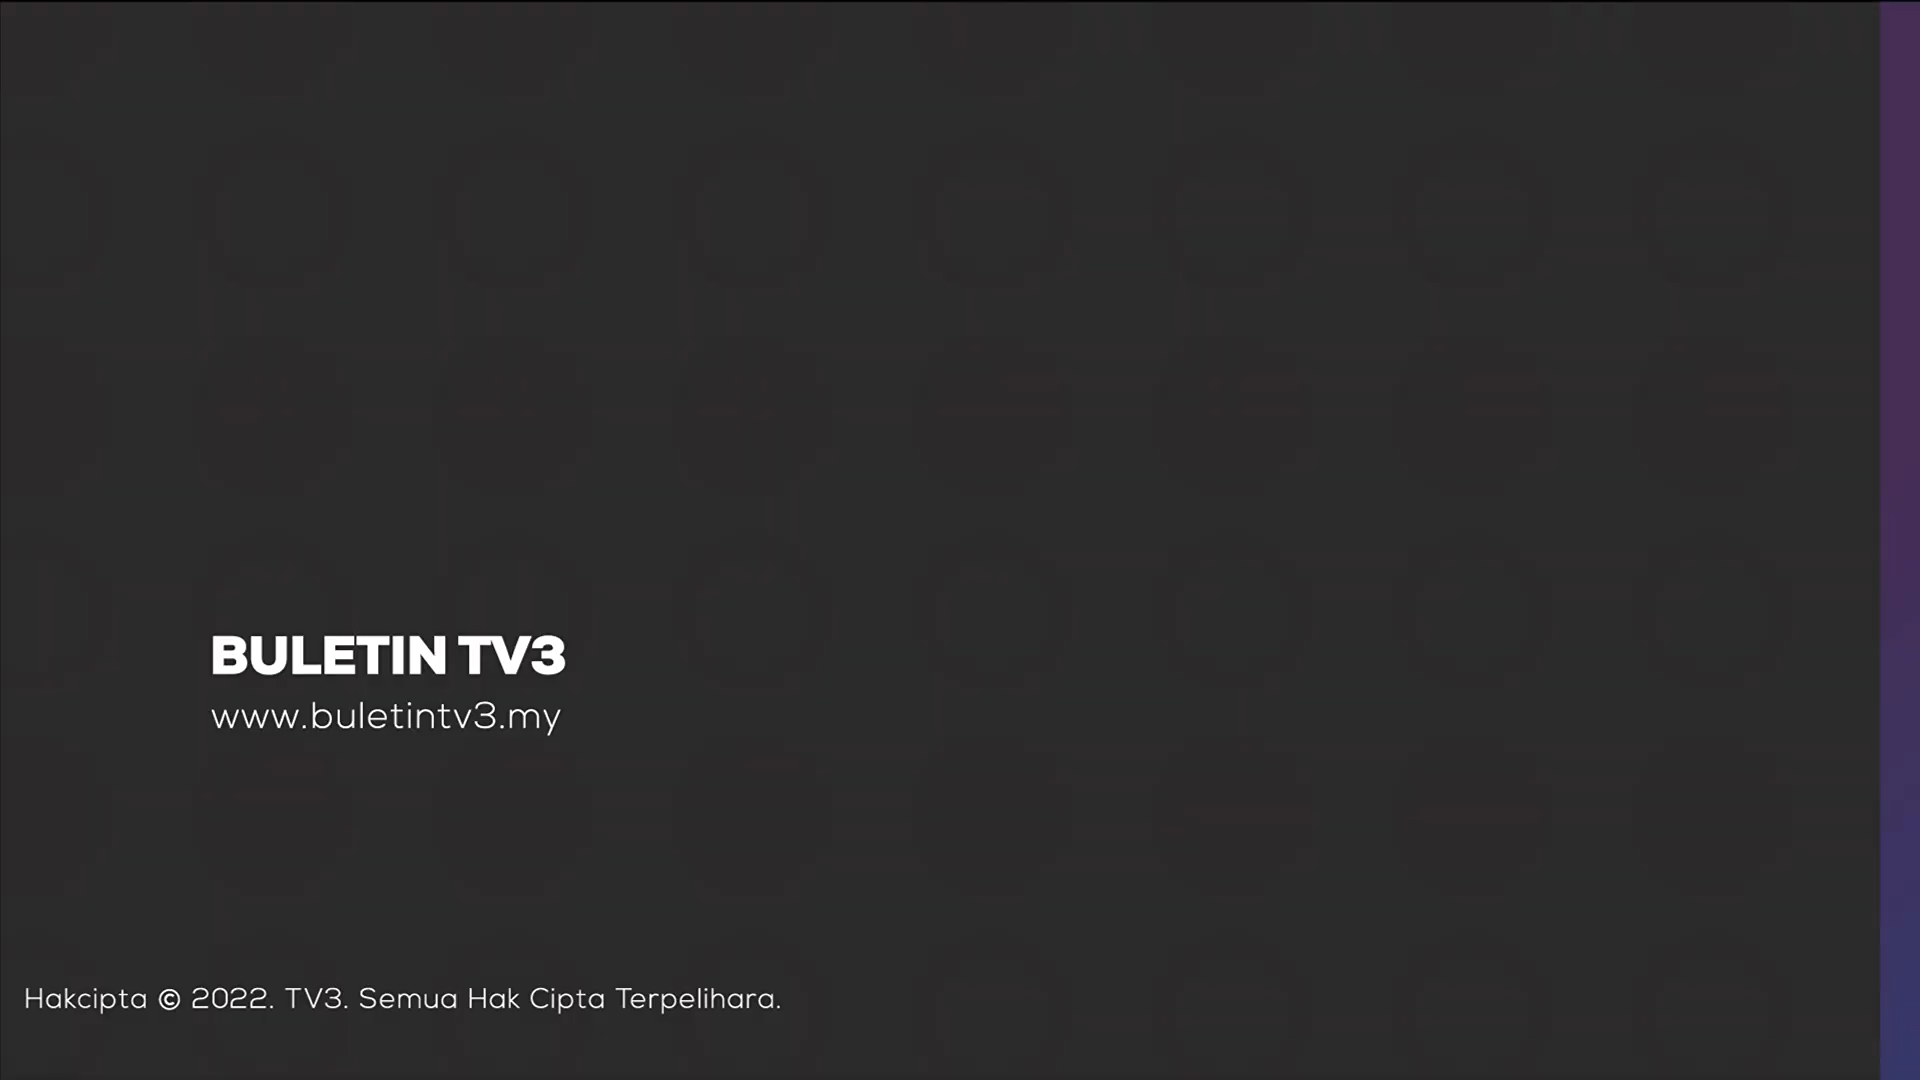 BULETIN TV3
www.buletintv3.my
Hakcipta © 2022. TV3. Semua Hak Cipta Terpelihara.